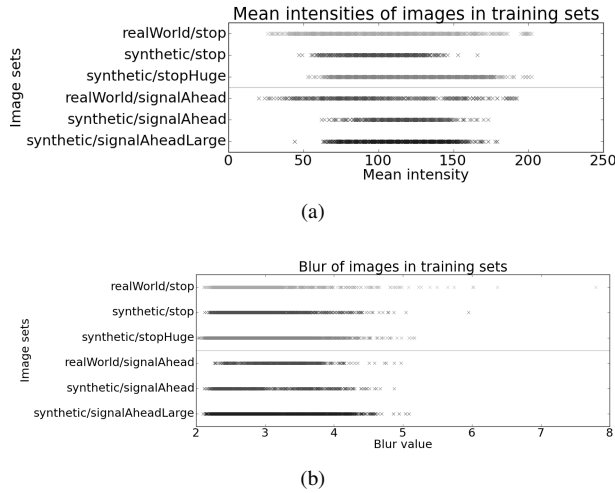 Mean intensities of images in training sets
Image sets
realWorld/stop
synthetic/stop
synthetic/stopHuge
realWorld/signalAhead
synthetic/signalAhead
synthetic/signalAheadLarge
0 50 100 150 200 250
Mean intensity
(a)
Blur of images in training sets
Image sets
realWorld/stop
synthetic/stop
synthetic/stopHuge
realWorld/signalAhead
synthetic/signalAhead
synthetic/signalAheadLarge
2 3 4 5 6 7 8
Blur value
(b)